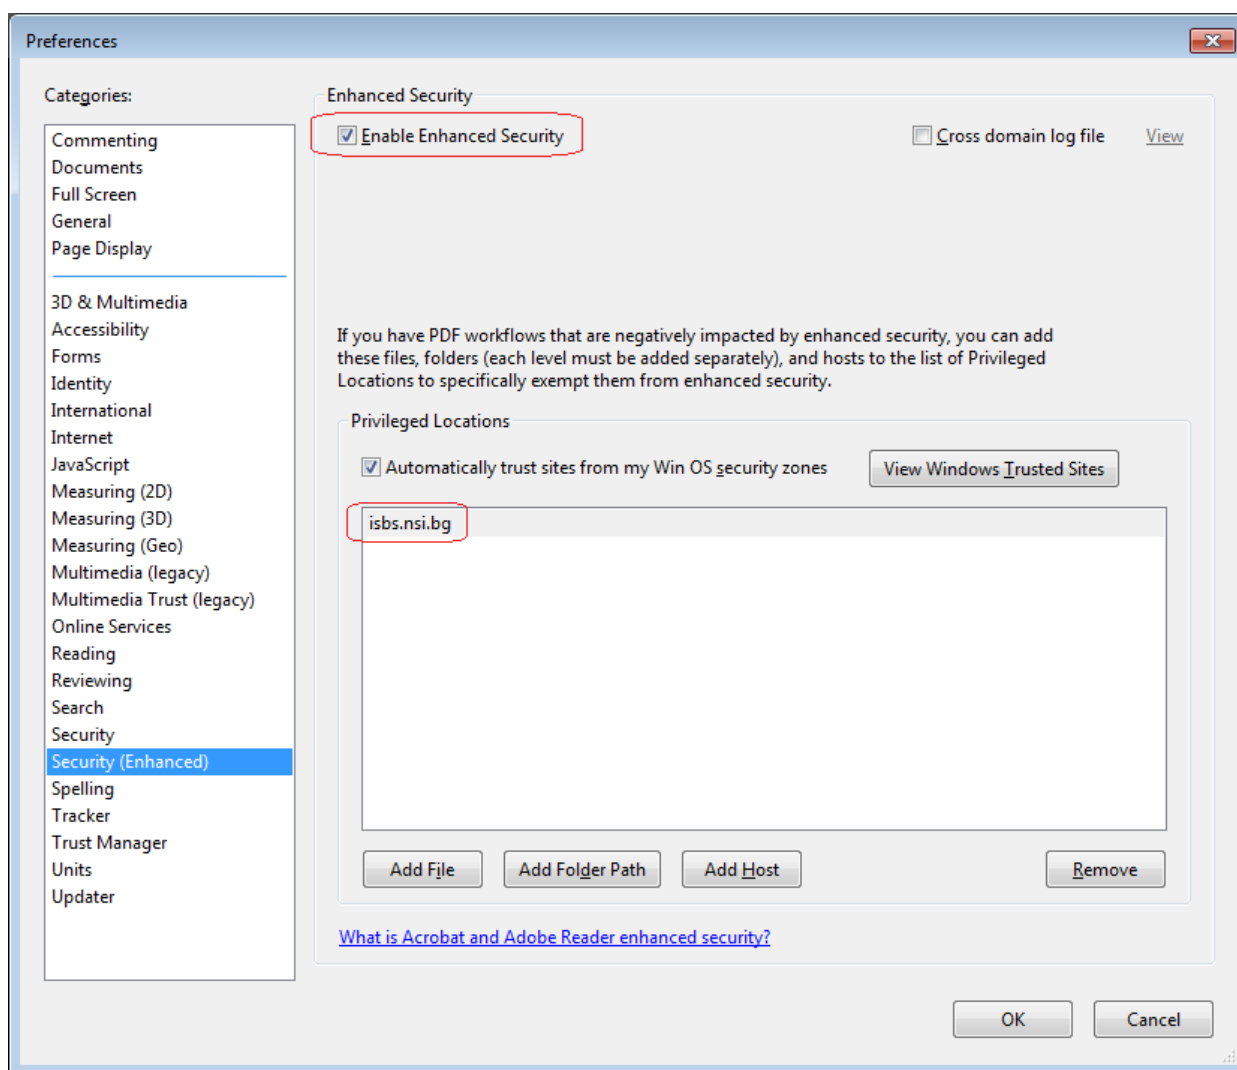 Preferences
Categories:
Commenting
Documents
Full Screen
General
Page Display
3D & Multimedia
Accessibility
Forms
Identity
International
Internet
JavaScript
Measuring (2D)
Measuring (3D)
Measuring (Geo)
Multimedia (legacy)
Multimedia Trust (legacy)
Online Services
Reading
Reviewing
Search
Security
Security (Enhanced)
Spelling
Tracker
Trust Manager
Units
Updater
Enhanced Security
Enable Enhanced Security
Cross domain log file
View
If you have PDF workflows that are negatively impacted by enhanced security, you can add
these files, folders (each level must be added separately), and hosts to the list of Privileged
Locations to specifically exempt them from enhanced security.
Privileged Locations
Automatically trust sites from my Win OS security zones
View Windows Trusted Sites
isbs.nsi.bg
Add File
Add Folder Path
Add Host
Remove
What is Acrobat and Adobe Reader enhanced security?
OK
Cancel